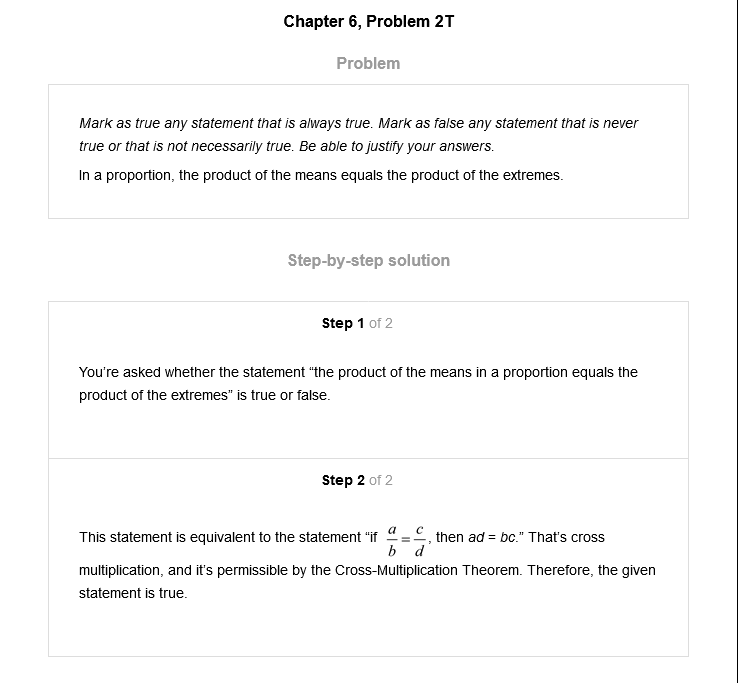 Chapter 6, Problem 2T
Problem
Mark as true any statement that is always true. Mark as false any statement that is never
true or that is not necessarily true. Be able to justify your answers.
In a proportion, the product of the means equals the product of the extremes.
Step-by-step solution
Step 1 of 2
You're asked whether the statement “the product of the means in a proportion equals the
product of the extremes” is true or false.
Step 2 of 2
This statement is equivalent to the statement “if a/b = c/d, then ad = bc.” That's cross
multiplication, and it's permissible by the Cross-Multiplication Theorem. Therefore, the given
statement is true.